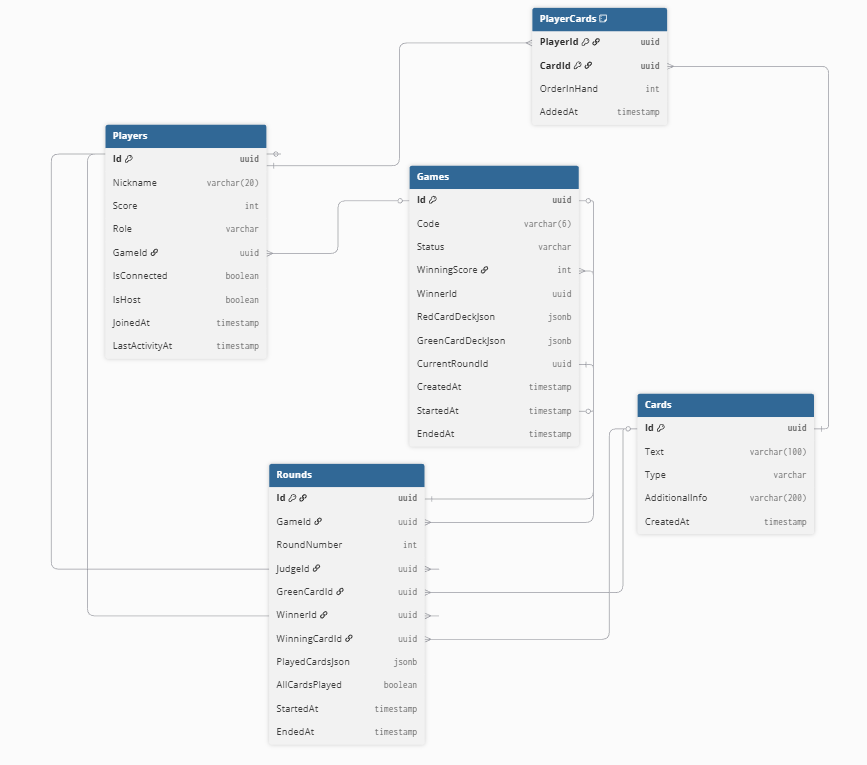 PlayerCards
PlayerId uuid
CardId uuid
OrderInHand int
AddedAt timestamp
Players
Id uuid
Nickname varchar(20)
Score int
Role varchar
GameId uuid
IsConnected boolean
IsHost boolean
JoinedAt timestamp
LastActivityAt timestamp
Games
Id uuid
Code varchar(6)
Status varchar
WinningScore int
WinnerId uuid
RedCardDeckJson jsonb
GreenCardDeckJson jsonb
CurrentRoundId uuid
CreatedAt timestamp
StartedAt timestamp
EndedAt timestamp
Cards
Id uuid
Text varchar(100)
Type varchar
AdditionalInfo varchar(200)
CreatedAt timestamp
Rounds
Id uuid
GameId uuid
RoundNumber int
JudgeId uuid
GreenCardId uuid
WinnerId uuid
WinningCardId uuid
PlayedCardsJson jsonb
AllCardsPlayed boolean
StartedAt timestamp
EndedAt timestamp